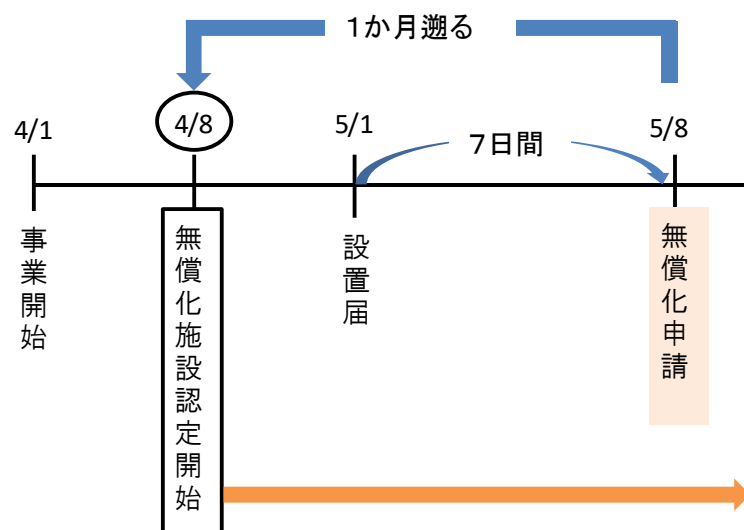 1か月遡る
4/1
4/8
5/1
7日間
5/8
事業開始
無償化施設認定開始
設置届
無償化申請